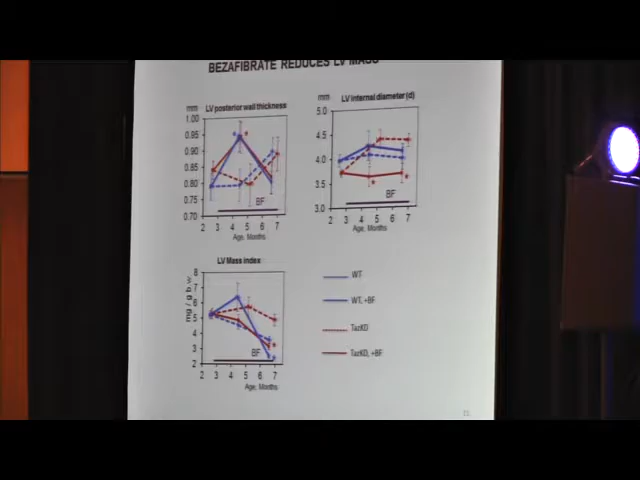 BEZAFIBRATE REDUCES LV MASS
mm
LV posterior wall thickness
1.00
0.95
0.90
0.85
0.80
0.75
0.70
BF
2 3 4 5 6 7
Age, Months
mm
LV internal diameter (d)
5.0
4.5
4.0
3.5
3.0
BF
2 3 4 5 6 7
Age, Months
LV Mass index
mg / g b.w.
8
7
6
5
4
3
2
BF
2 3 4 5 6 7
Age, Months
WT
WT, +BF
TazKD
TazKD, +BF